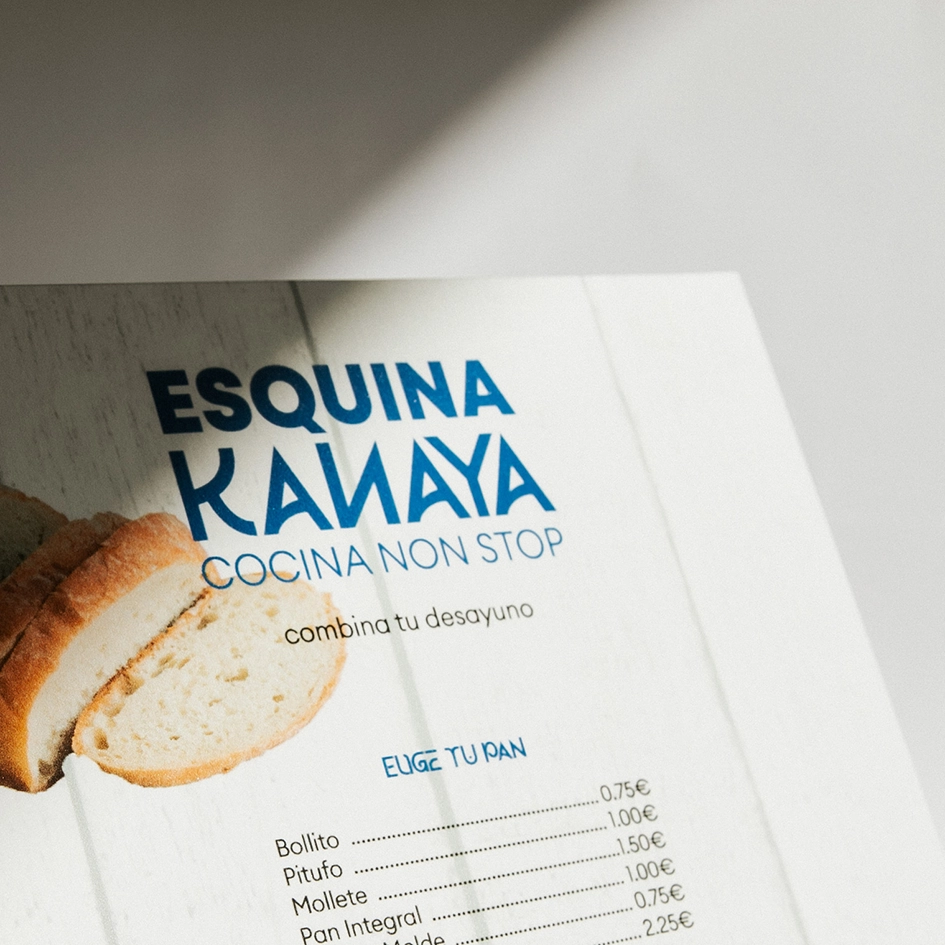 ESQUINA
KANAYA
COCINA NON STOP
combina tu desayuno
ELIGE TU PAN
Bollito ........................ 0.75€
Pitufo ........................ 1.00€
Mollete ........................ 1.50€
Pan Integral ........................ 1.00€
Molde ........................ 0.75€
2.25€